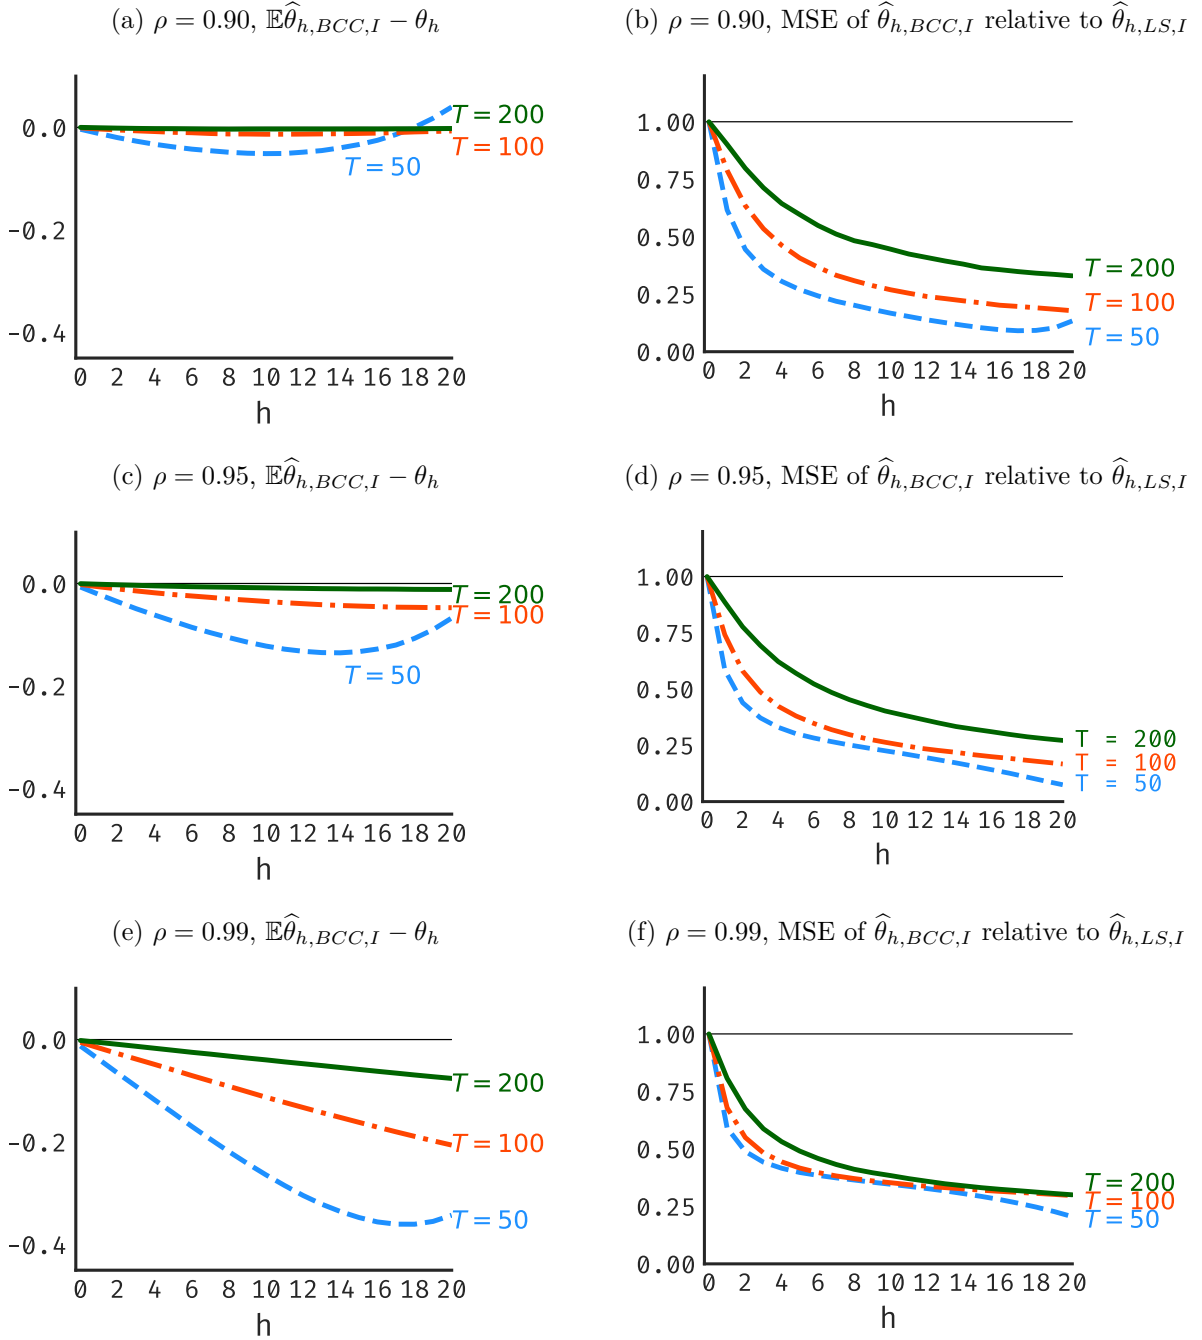 (a) ρ = 0.90, 𝔼θ̂_{h,BCC,I} − θ_h
0.0
−0.2
−0.4
T = 200
T = 100
T = 50
0 2 4 6 8 10 12 14 16 18 20
h
(b) ρ = 0.90, MSE of θ̂_{h,BCC,I} relative to θ̂_{h,LS,I}
1.00
0.75
0.50
0.25
0.00
T = 200
T = 100
T = 50
0 2 4 6 8 10 12 14 16 18 20
h
(c) ρ = 0.95, 𝔼θ̂_{h,BCC,I} − θ_h
0.0
−0.2
−0.4
T = 200
T = 100
T = 50
0 2 4 6 8 10 12 14 16 18 20
h
(d) ρ = 0.95, MSE of θ̂_{h,BCC,I} relative to θ̂_{h,LS,I}
1.00
0.75
0.50
0.25
0.00
T = 200
T = 100
T = 50
0 2 4 6 8 10 12 14 16 18 20
h
(e) ρ = 0.99, 𝔼θ̂_{h,BCC,I} − θ_h
0.0
−0.2
−0.4
T = 200
T = 100
T = 50
0 2 4 6 8 10 12 14 16 18 20
h
(f) ρ = 0.99, MSE of θ̂_{h,BCC,I} relative to θ̂_{h,LS,I}
1.00
0.75
0.50
0.25
0.00
T = 200
T = 100
T = 50
0 2 4 6 8 10 12 14 16 18 20
h